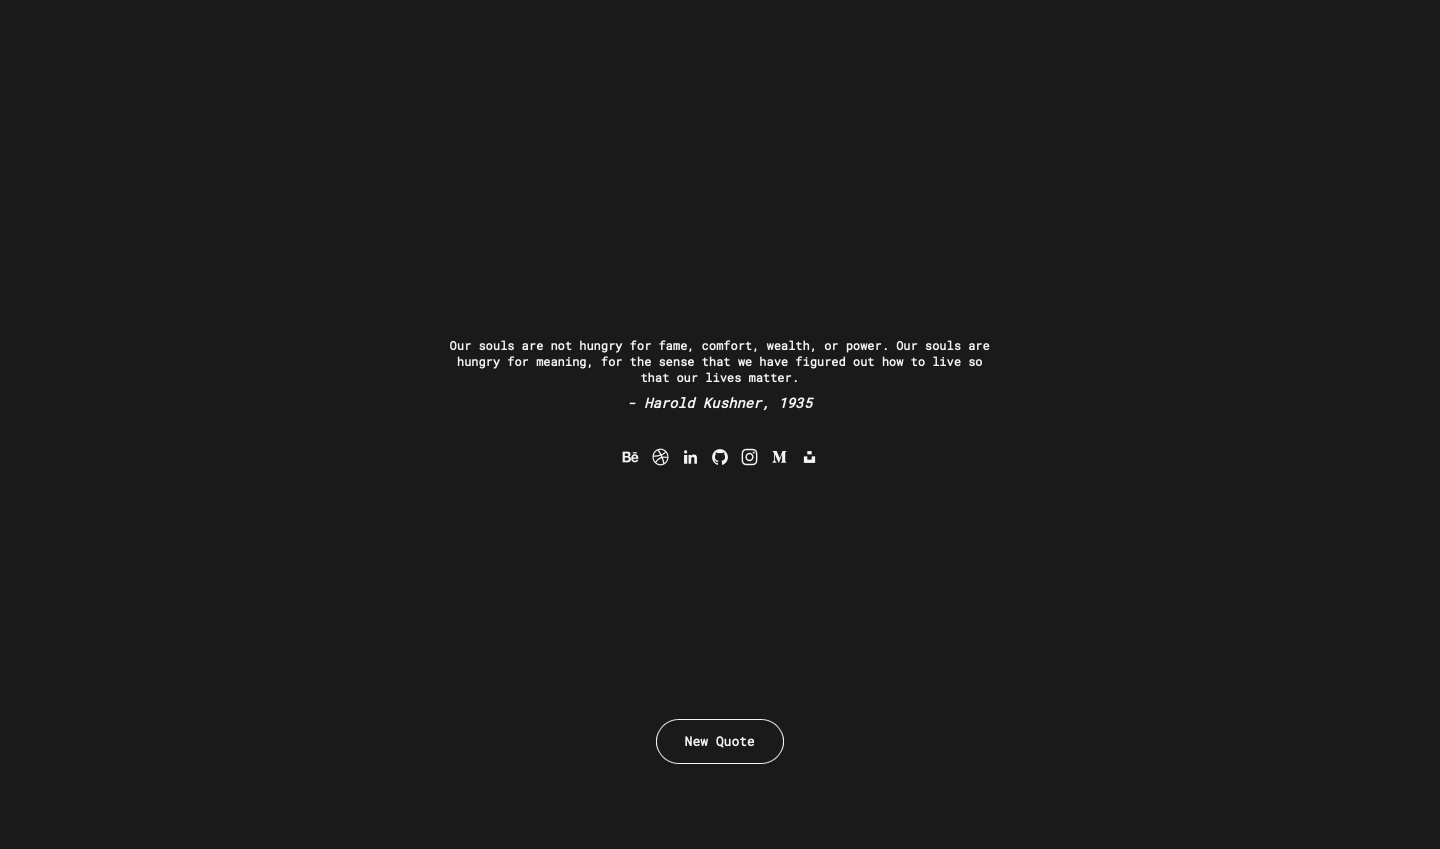 Our souls are not hungry for fame, comfort, wealth, or power. Our souls are
hungry for meaning, for the sense that we have figured out how to live so
that our lives matter.
- Harold Kushner, 1935
Bē in M
New Quote